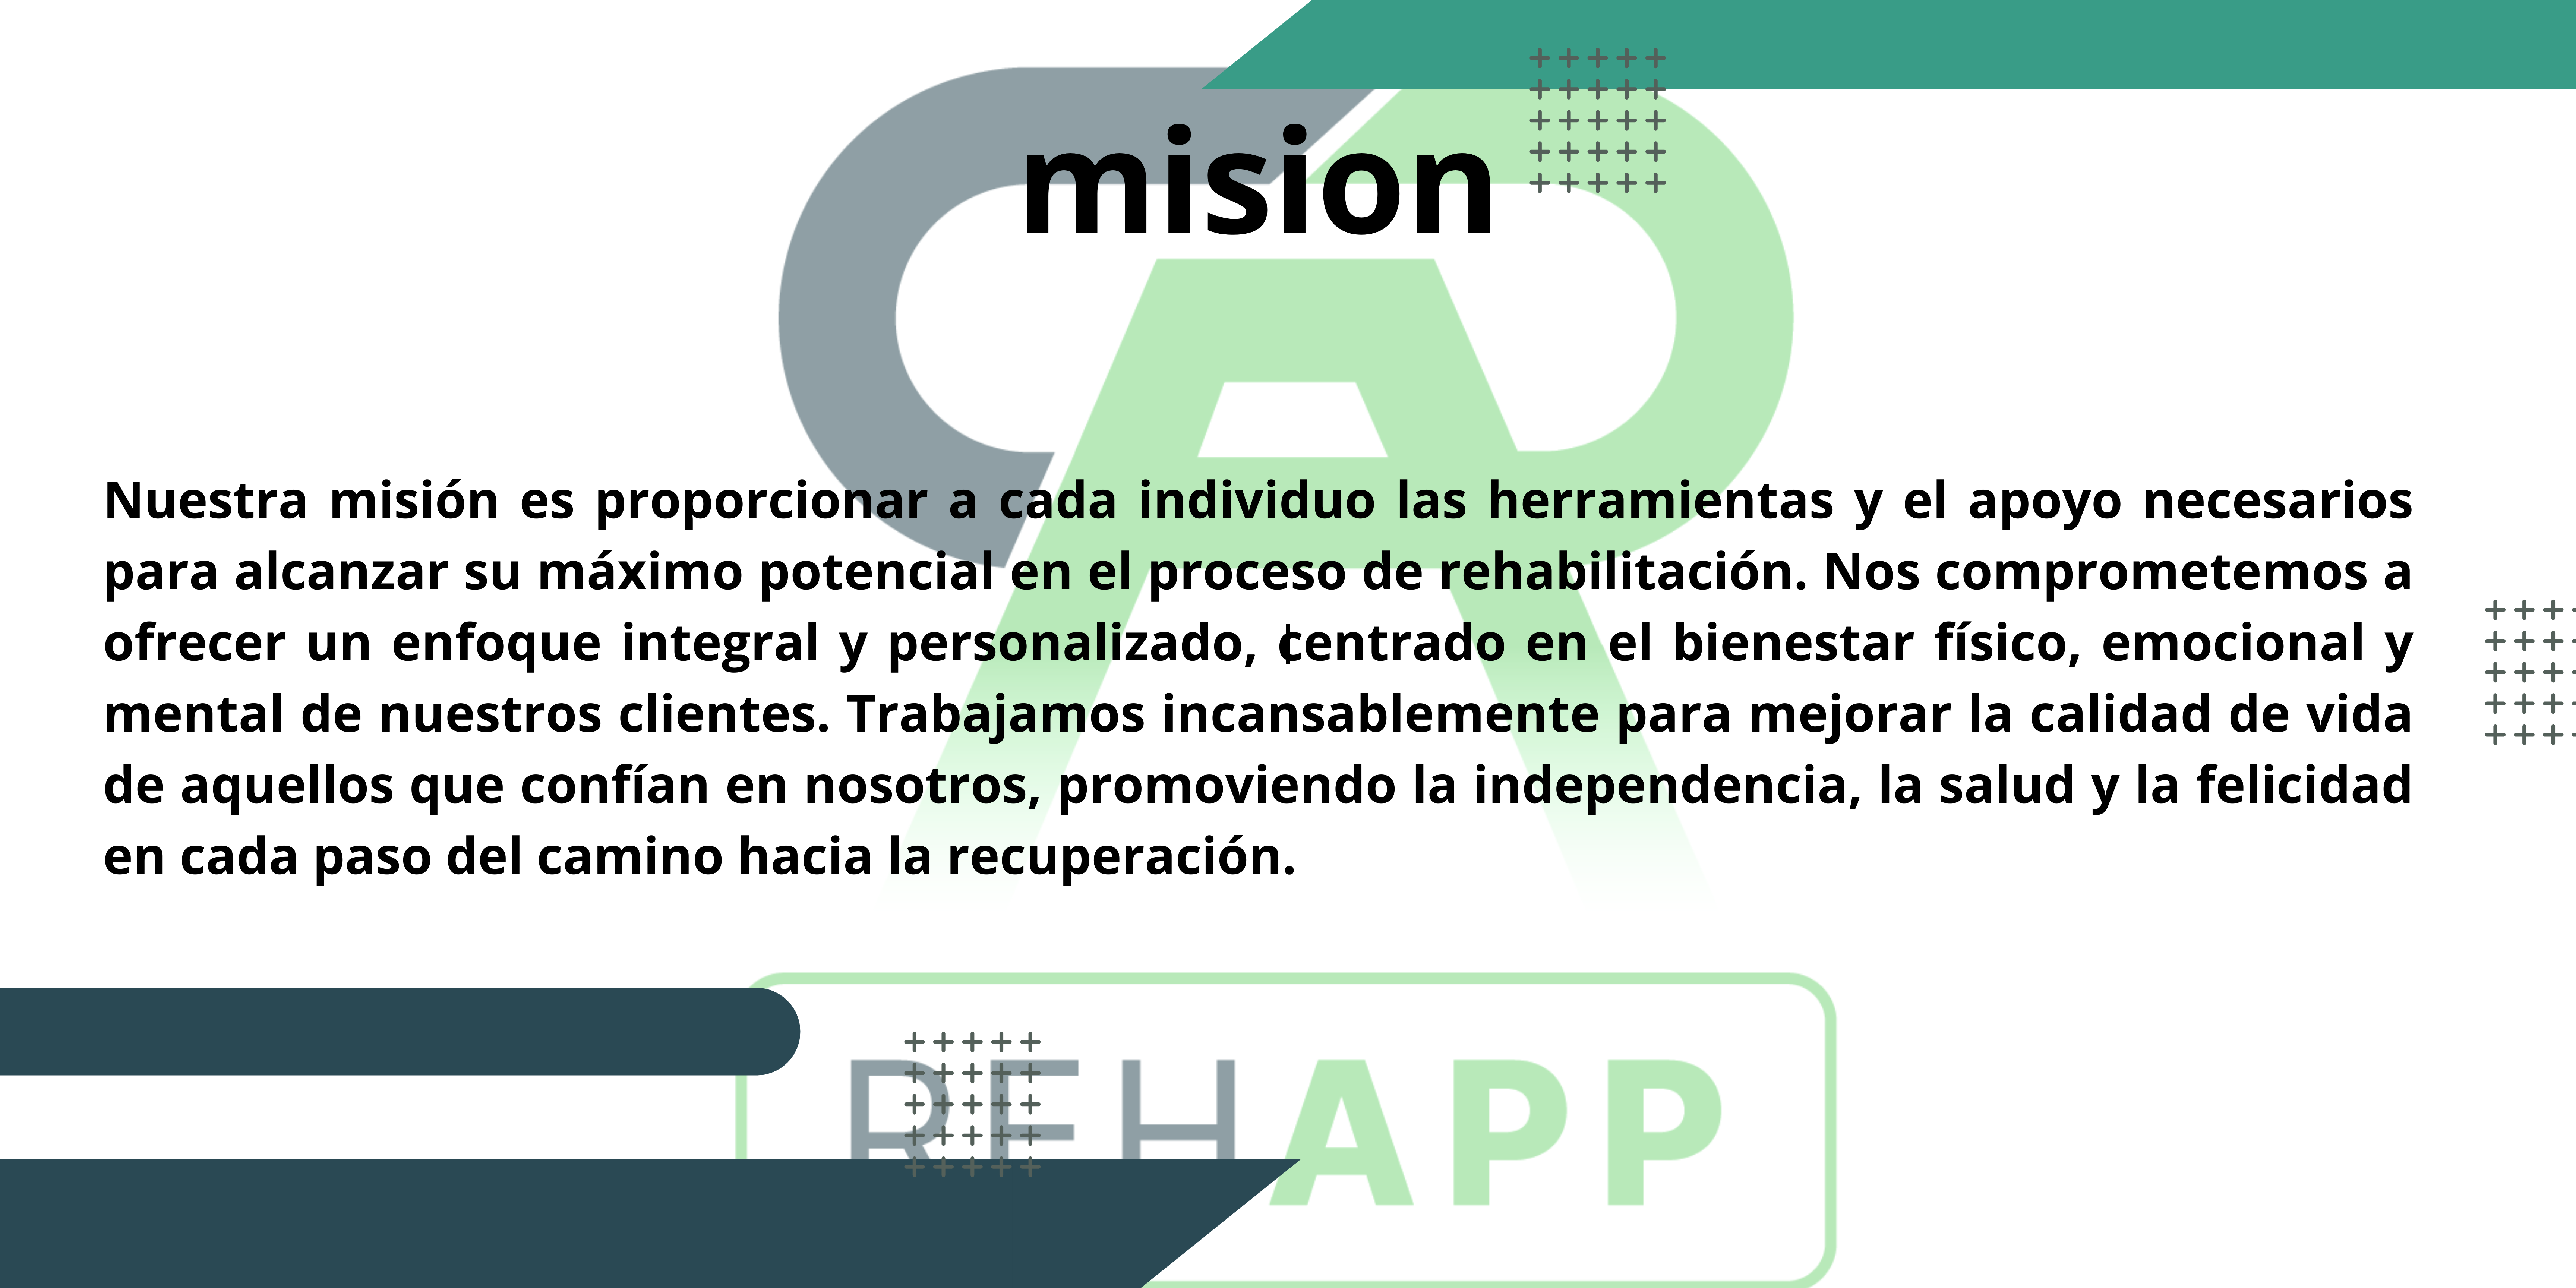 mision
Nuestra misión es proporcionar a cada individuo las herramientas y el apoyo necesarios
para alcanzar su máximo potencial en el proceso de rehabilitación. Nos comprometemos a
ofrecer un enfoque integral y personalizado, centrado en el bienestar físico, emocional y
mental de nuestros clientes. Trabajamos incansablemente para mejorar la calidad de vida
de aquellos que confían en nosotros, promoviendo la independencia, la salud y la felicidad
en cada paso del camino hacia la recuperación.
REHAPP